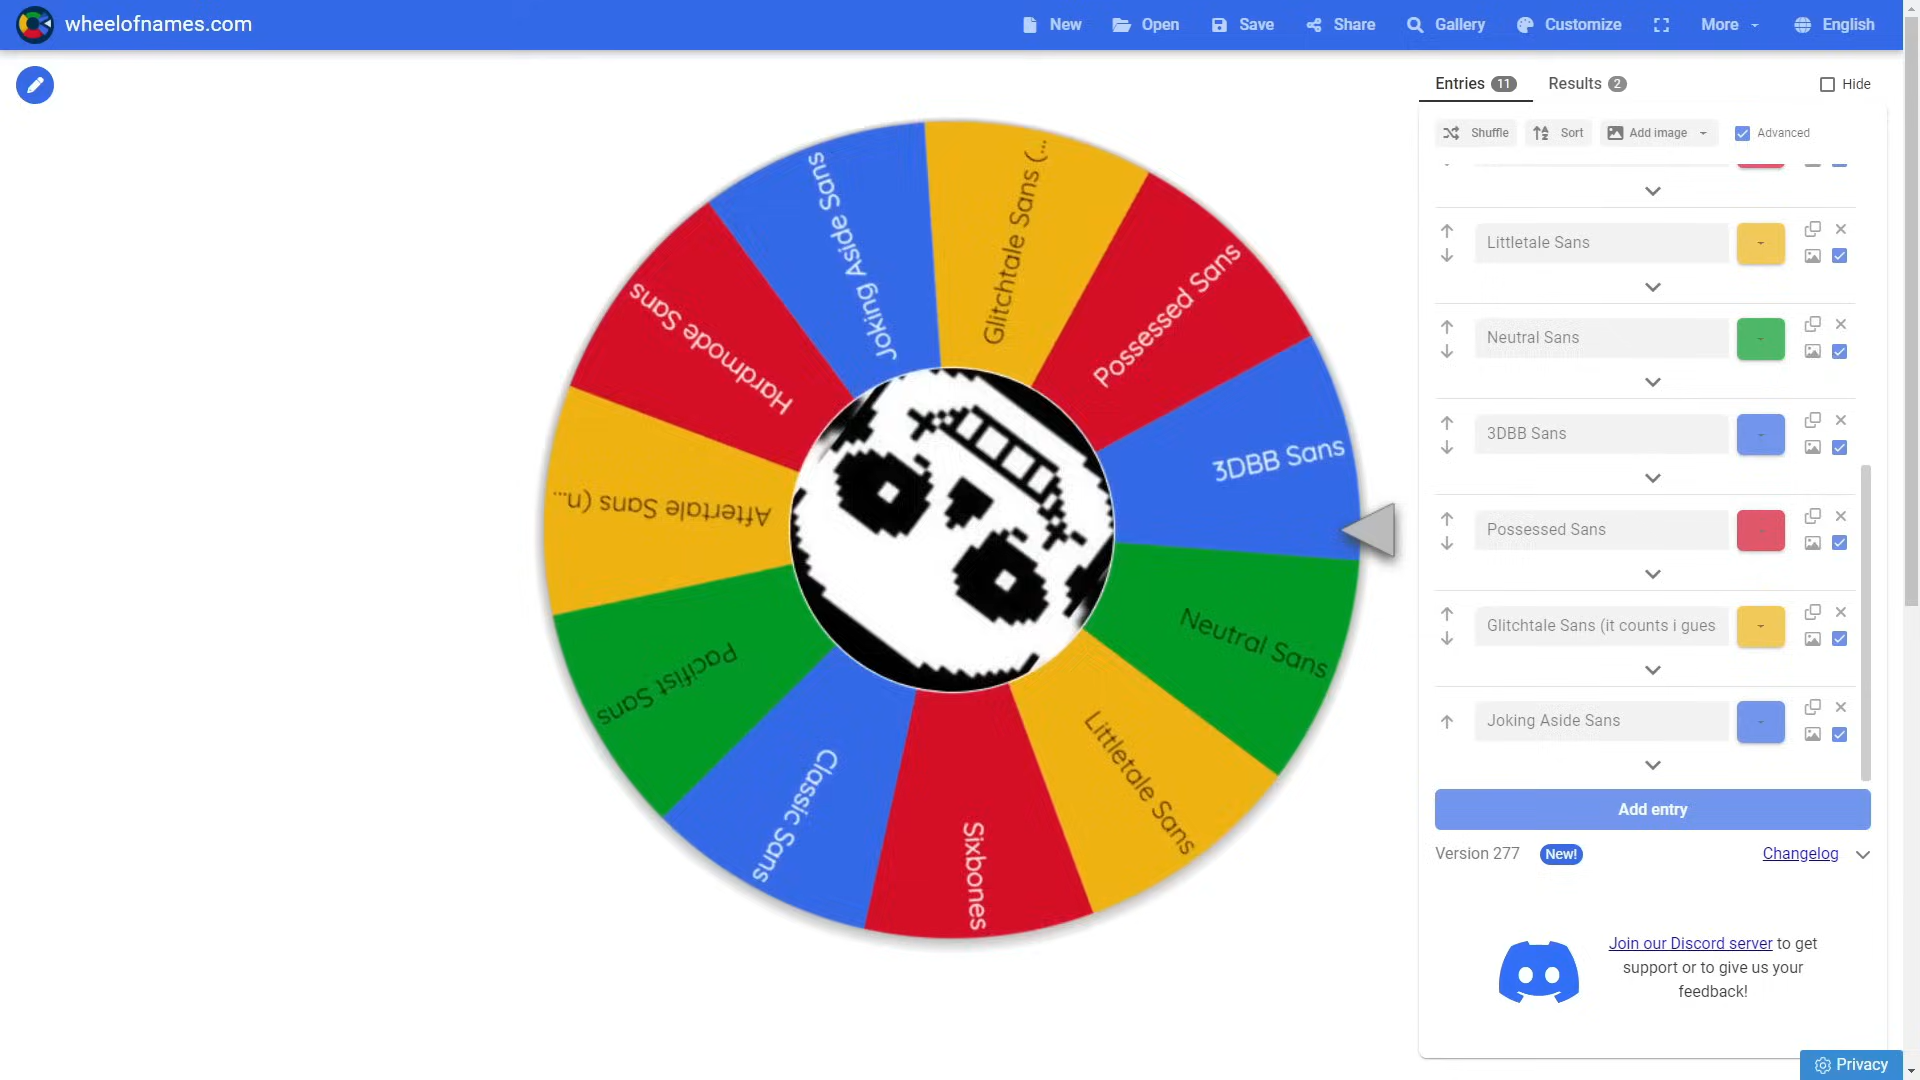 wheelofnames.com
New
Open
Save
Share
Gallery
Customize
More
English
Entries 11
Results 2
Hide
Shuffle
Sort
Add image
Advanced
Joking Aside Sans
Glitchtale Sans (...
Possessed Sans
3DBB Sans
Neutral Sans
Littletale Sans
Sixbones
Classic Sans
Pacifist Sans
Aftertale Sans (n...
Hardmode Sans
Littletale Sans
Neutral Sans
3DBB Sans
Possessed Sans
Glitchtale Sans (it counts i gues
Joking Aside Sans
Add entry
Version 277
New!
Changelog
Join our Discord server to get
support or to give us your
feedback!
Privacy